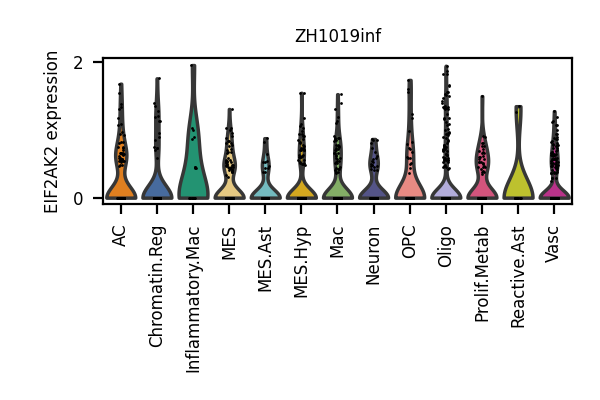 ZH1019inf
EIF2AK2 expression
2
0
AC
Chromatin.Reg
Inflammatory.Mac
MES
MES.Ast
MES.Hyp
Mac
Neuron
OPC
Oligo
Prolif.Metab
Reactive.Ast
Vasc